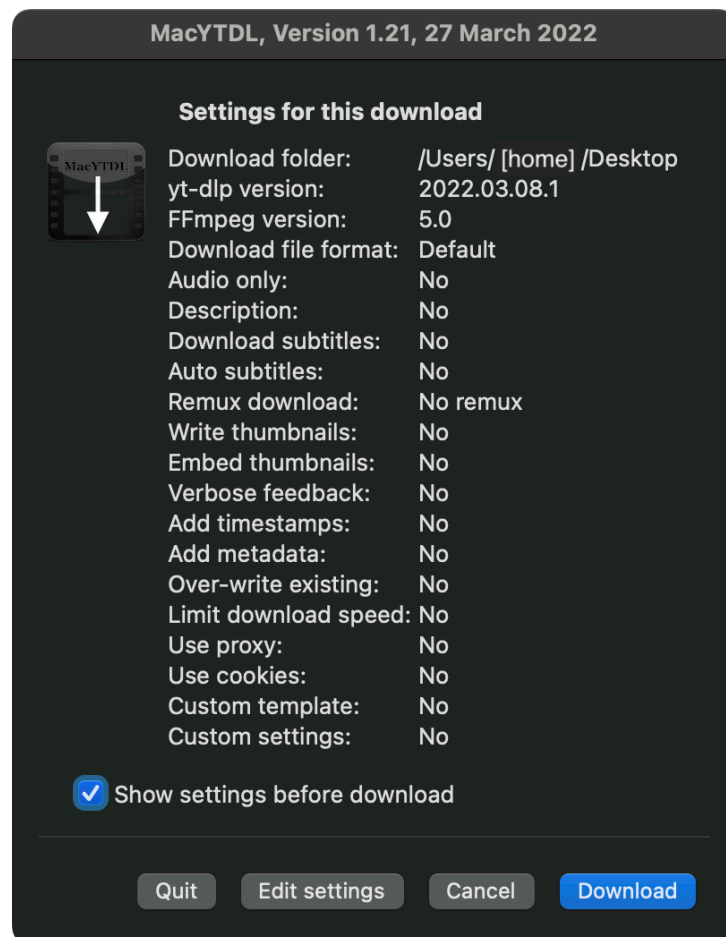 MacYTDL, Version 1.21, 27 March 2022
Settings for this download
MacYTDL
Download folder: /Users/ [home] /Desktop
yt-dlp version: 2022.03.08.1
FFmpeg version: 5.0
Download file format: Default
Audio only: No
Description: No
Download subtitles: No
Auto subtitles: No
Remux download: No remux
Write thumbnails: No
Embed thumbnails: No
Verbose feedback: No
Add timestamps: No
Add metadata: No
Over-write existing: No
Limit download speed: No
Use proxy: No
Use cookies: No
Custom template: No
Custom settings: No
Show settings before download
Quit Edit settings Cancel Download